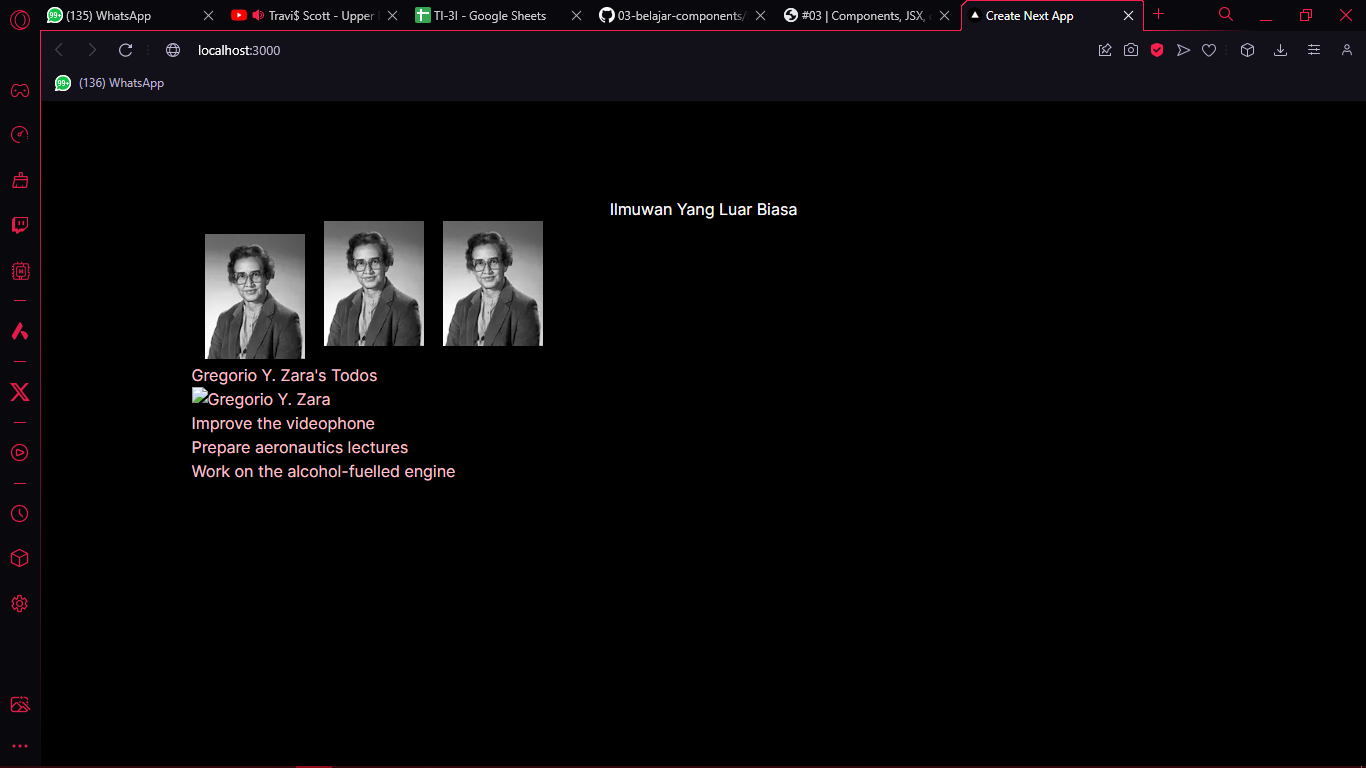 (135) WhatsApp
Travi$ Scott - Upper
TI-3I - Google Sheets
03-belajar-components/
#03 | Components, JSX,
Create Next App
localhost:3000
99+ (136) WhatsApp
Ilmuwan Yang Luar Biasa
Gregorio Y. Zara's Todos
Gregorio Y. Zara
Improve the videophone
Prepare aeronautics lectures
Work on the alcohol-fuelled engine